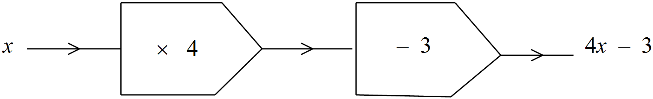 x × 4 – 3 4x – 3